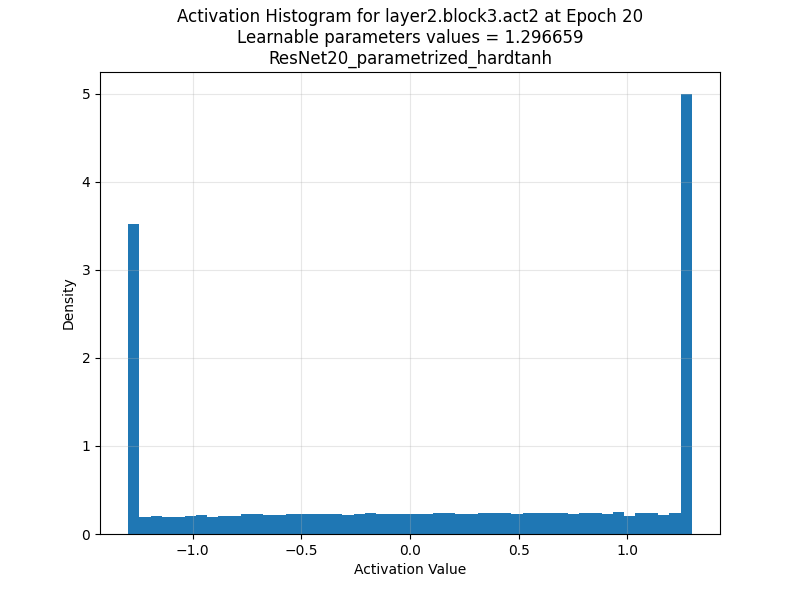 Activation Histogram for layer2.block3.act2 at Epoch 20
Learnable parameters values = 1.296659
ResNet20_parametrized_hardtanh
5
4
3
2
1
0
Density
−1.0 −0.5 0.0 0.5 1.0
Activation Value